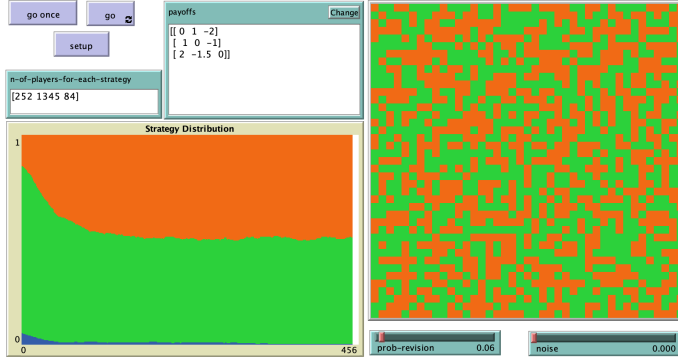 go once
go
setup
n-of-players-for-each-strategy
[252 1345 84]
payoffs
Change
[[ 0 1 -2]
[ 1 0 -1]
[ 2 -1.5 0]]
Strategy Distribution
1
0
0
456
prob-revision 0.06
noise 0.000